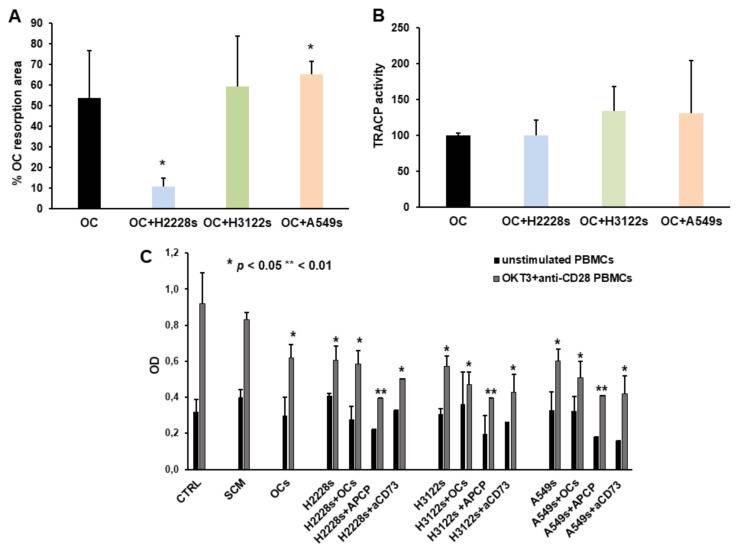 A
% OC resorption area
90
80
70
60
50
40
30
20
10
0
*
*
OC
OC+H2228s
OC+H3122s
OC+A549s
B
TRACP activity
250
200
150
100
50
0
OC
OC+H2228s
OC+H3122s
OC+A549s
C
* p < 0.05 ** < 0.01
unstimulated PBMCs
OKT3+anti-CD28 PBMCs
OD
1,2
1,0
0,8
0,6
0,4
0,2
0,0
*
*
*
**
*
*
*
**
*
*
*
**
*
CTRL
SCM
OCs
H2228s
H2228s+OCs
H2228s+APCP
H2228s+aCD73
H3122s
H3122s+OCs
H3122s +APCP
H3122s+aCD73
A549s
A549s+OCs
A549s+APCP
A549s+aCD73